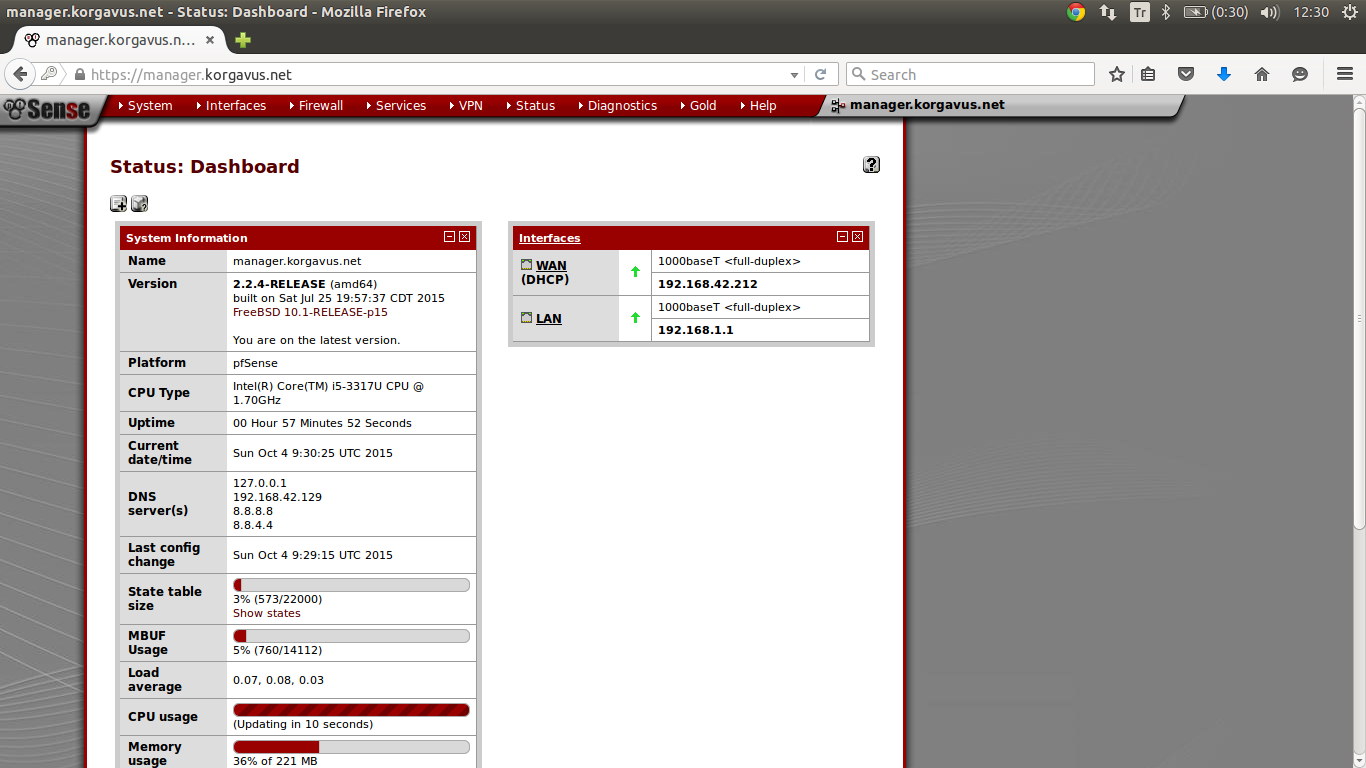 manager.korgavus.net - Status: Dashboard - Mozilla Firefox
Tr
(0:30)
12:30
manager.korgavus.n...
https://manager.korgavus.net
Search
Sense
System
Interfaces
Firewall
Services
VPN
Status
Diagnostics
Gold
Help
manager.korgavus.net
Status: Dashboard
System Information
Name
manager.korgavus.net
Version
2.2.4-RELEASE (amd64)
built on Sat Jul 25 19:57:37 CDT 2015
FreeBSD 10.1-RELEASE-p15
You are on the latest version.
Platform
pfSense
CPU Type
Intel(R) Core(TM) i5-3317U CPU @
1.70GHz
Uptime
00 Hour 57 Minutes 52 Seconds
Current
date/time
Sun Oct 4 9:30:25 UTC 2015
DNS
server(s)
127.0.0.1
192.168.42.129
8.8.8.8
8.8.4.4
Last config
change
Sun Oct 4 9:29:15 UTC 2015
State table
size
3% (573/22000)
Show states
MBUF
Usage
5% (760/14112)
Load
average
0.07, 0.08, 0.03
CPU usage
(Updating in 10 seconds)
Memory
usage
36% of 221 MB
Interfaces
WAN
(DHCP)
1000baseT <full-duplex>
192.168.42.212
LAN
1000baseT <full-duplex>
192.168.1.1